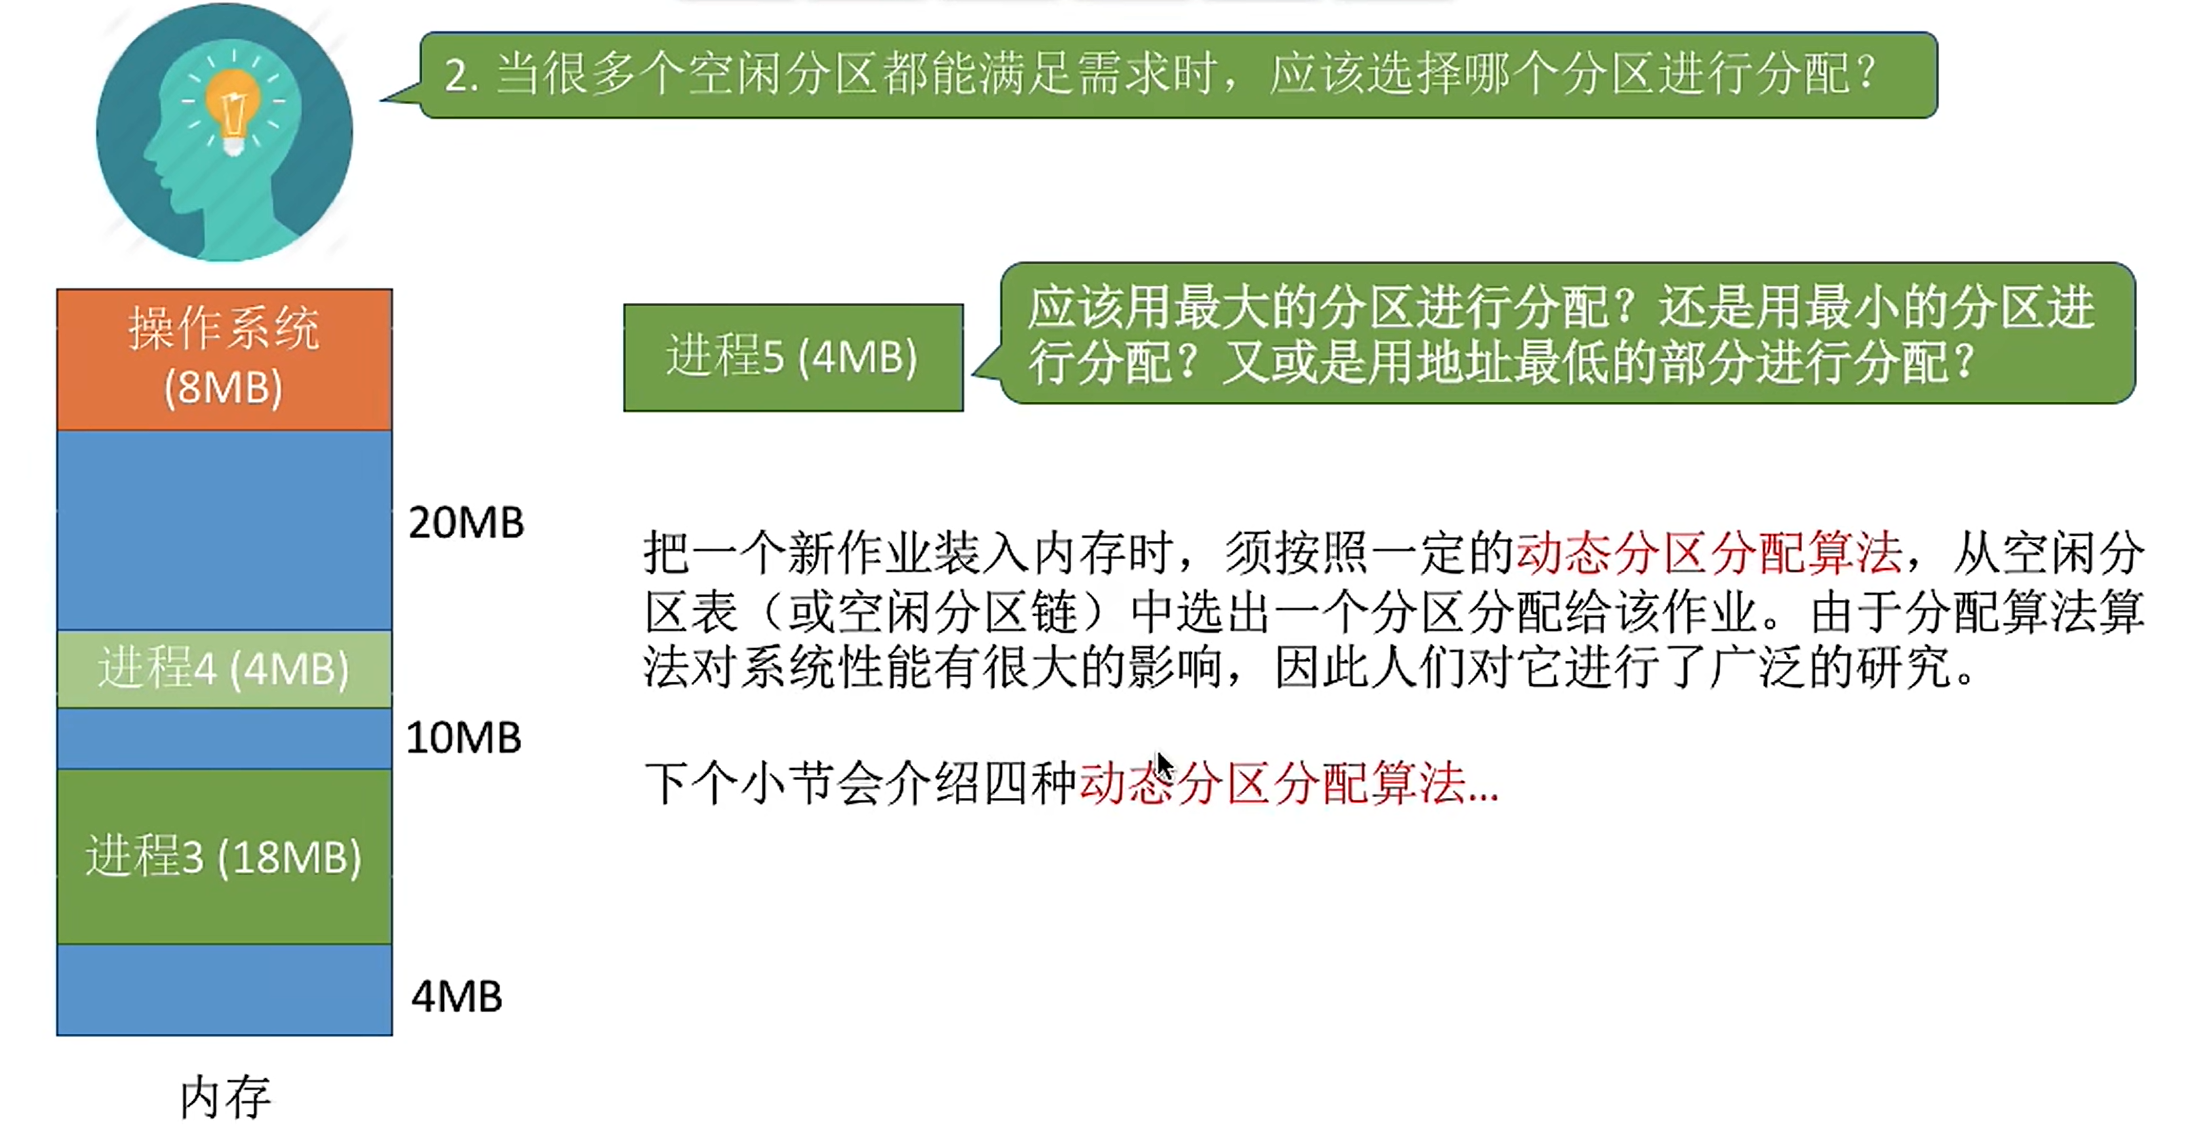 2. 当很多个空闲分区都能满足需求时，应该选择哪个分区进行分配？
操作系统
(8MB)
20MB
进程4 (4MB)
10MB
进程3 (18MB)
4MB
内存
进程5 (4MB)
应该用最大的分区进行分配？还是用最小的分区进
行分配？又或是用地址最低的部分进行分配？
把一个新作业装入内存时，须按照一定的动态分区分配算法，从空闲分
区表（或空闲分区链）中选出一个分区分配给该作业。由于分配算法算
法对系统性能有很大的影响，因此人们对它进行了广泛的研究。
下个小节会介绍四种动态分区分配算法...